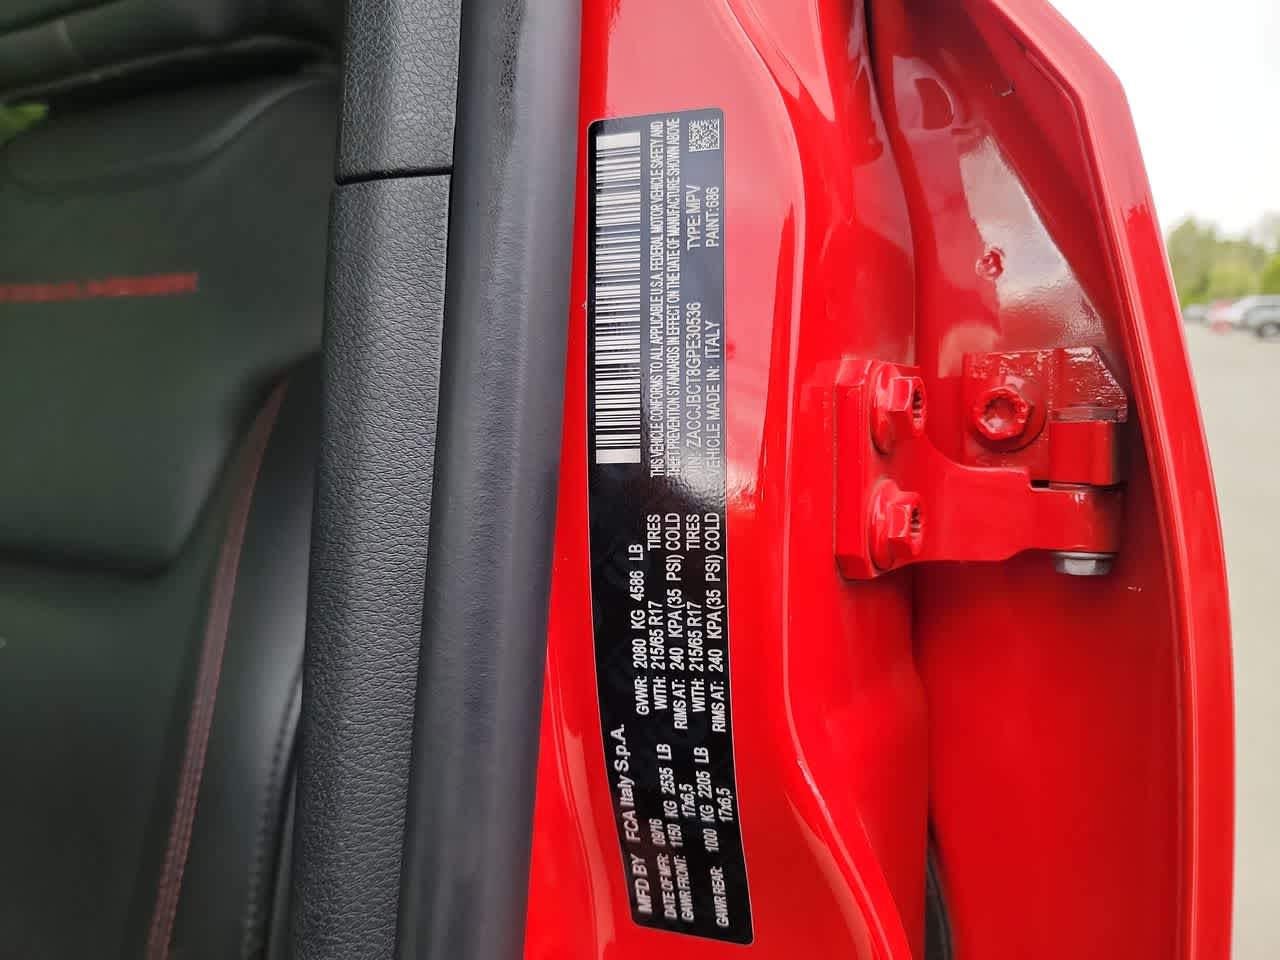 MFD BY FCA Italy S.p.A.
DATE OF MFR: 09/16 GVWR: 2080 KG 4586 LB
GAWR FRONT: 1150 KG 2535 LB WITH: 215/65 R17 TIRES
17x6,5 RIMS AT: 240 KPA (35 PSI) COLD
GAWR REAR: 1000 KG 2205 LB WITH: 215/65 R17 TIRES
17x6,5 RIMS AT: 240 KPA (35 PSI) COLD
THIS VEHICLE CONFORMS TO ALL APPLICABLE U.S.A. FEDERAL MOTOR VEHICLE SAFETY AND
THEFT PREVENTION STANDARDS IN EFFECT ON THE DATE OF MANUFACTURE SHOWN ABOVE
VIN: ZACCJBCT8GPE30536 TYPE: MPV
VEHICLE MADE IN: ITALY PAINT: 686